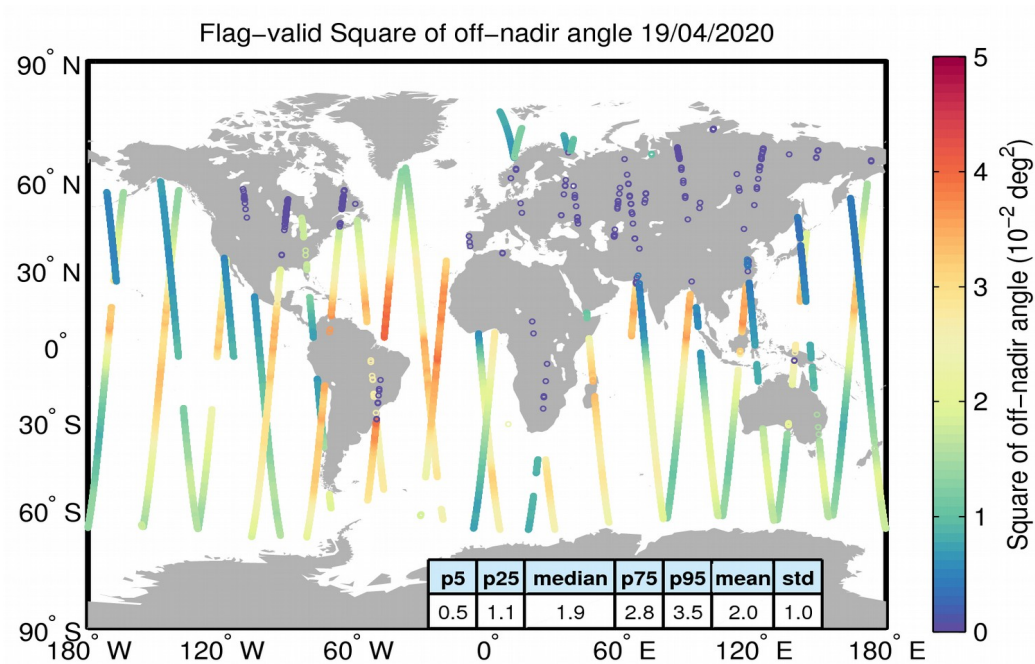 Flag-valid Square of off-nadir angle 19/04/2020
90° N
60° N
30° N
0°
30° S
60° S
90° S
180° W
120° W
60° W
0°
60° E
120° E
180° E
p5 p25 median p75 p95 mean std
0.5 1.1 1.9 2.8 3.5 2.0 1.0
5
4
3
2
1
0
Square of off-nadir angle (10⁻² deg²)